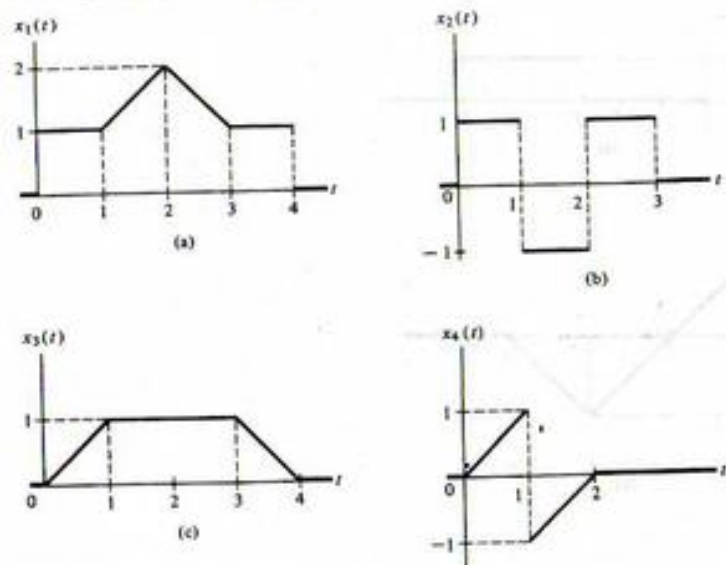 x₁(t)
2
1
0 1 2 3 4 t
(a)
x₂(t)
1
0 1 2 3 t
−1
(b)
x₃(t)
1
0 1 2 3 4 t
(c)
x₄(t)
1
0 1 2 t
−1